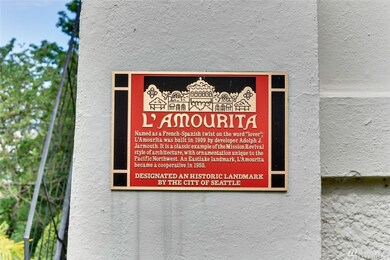 L'AMOURITA
Named as a French-Spanish twist on the word "lover",
L'Amourita was built in 1909 by developer Adolph J.
Jarmouth. It is a classic example of the Mission Revival
style of architecture, with ornamentation unique to the
Pacific Northwest. An Eastlake landmark, L'Amourita
became a cooperative in 1955.
DESIGNATED AN HISTORIC LANDMARK
BY THE CITY OF SEATTLE